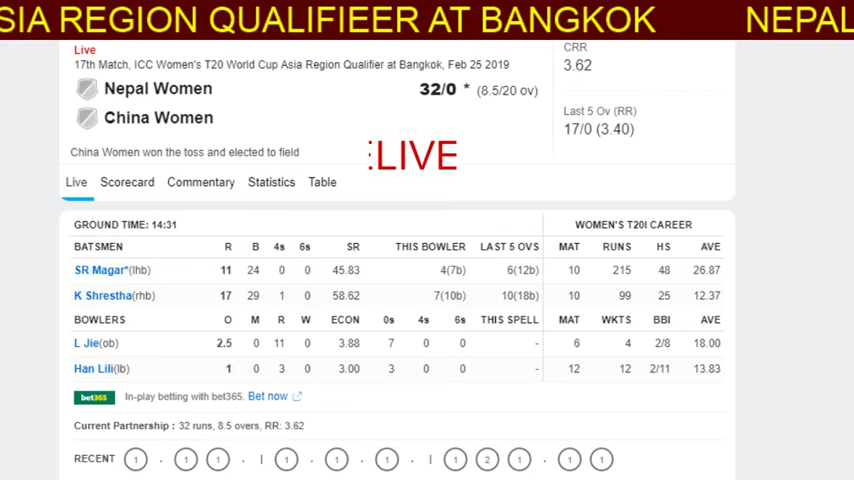 SIA REGION QUALIFIEER AT BANGKOK NEPAL
Live
17th Match, ICC Women's T20 World Cup Asia Region Qualifier at Bangkok, Feb 25 2019
CRR
3.62
Nepal Women 32/0 * (8.5/20 ov)
China Women
Last 5 Ov (RR)
17/0 (3.40)
China Women won the toss and elected to field
:LIVE
Live Scorecard Commentary Statistics Table
GROUND TIME: 14:31 WOMEN'S T20I CAREER
BATSMEN R B 4s 6s SR THIS BOWLER LAST 5 OVS MAT RUNS HS AVE
SR Magar*(lhb) 11 24 0 0 45.83 4(7b) 6(12b) 10 215 48 26.87
K Shrestha(rhb) 17 29 1 0 58.62 7(10b) 10(18b) 10 99 25 12.37
BOWLERS O M R W ECON 0s 4s 6s THIS SPELL MAT WKTS BBI AVE
L Jie(ob) 2.5 0 11 0 3.88 7 0 0 - 6 4 2/8 18.00
Han Lili(lb) 1 0 3 0 3.00 3 0 0 - 12 12 2/11 13.83
bet365 In-play betting with bet365. Bet now
Current Partnership : 32 runs, 8.5 overs, RR: 3.62
RECENT 1 . 1 1 . | 1 . 1 . 1 . | 1 2 1 . 1 1